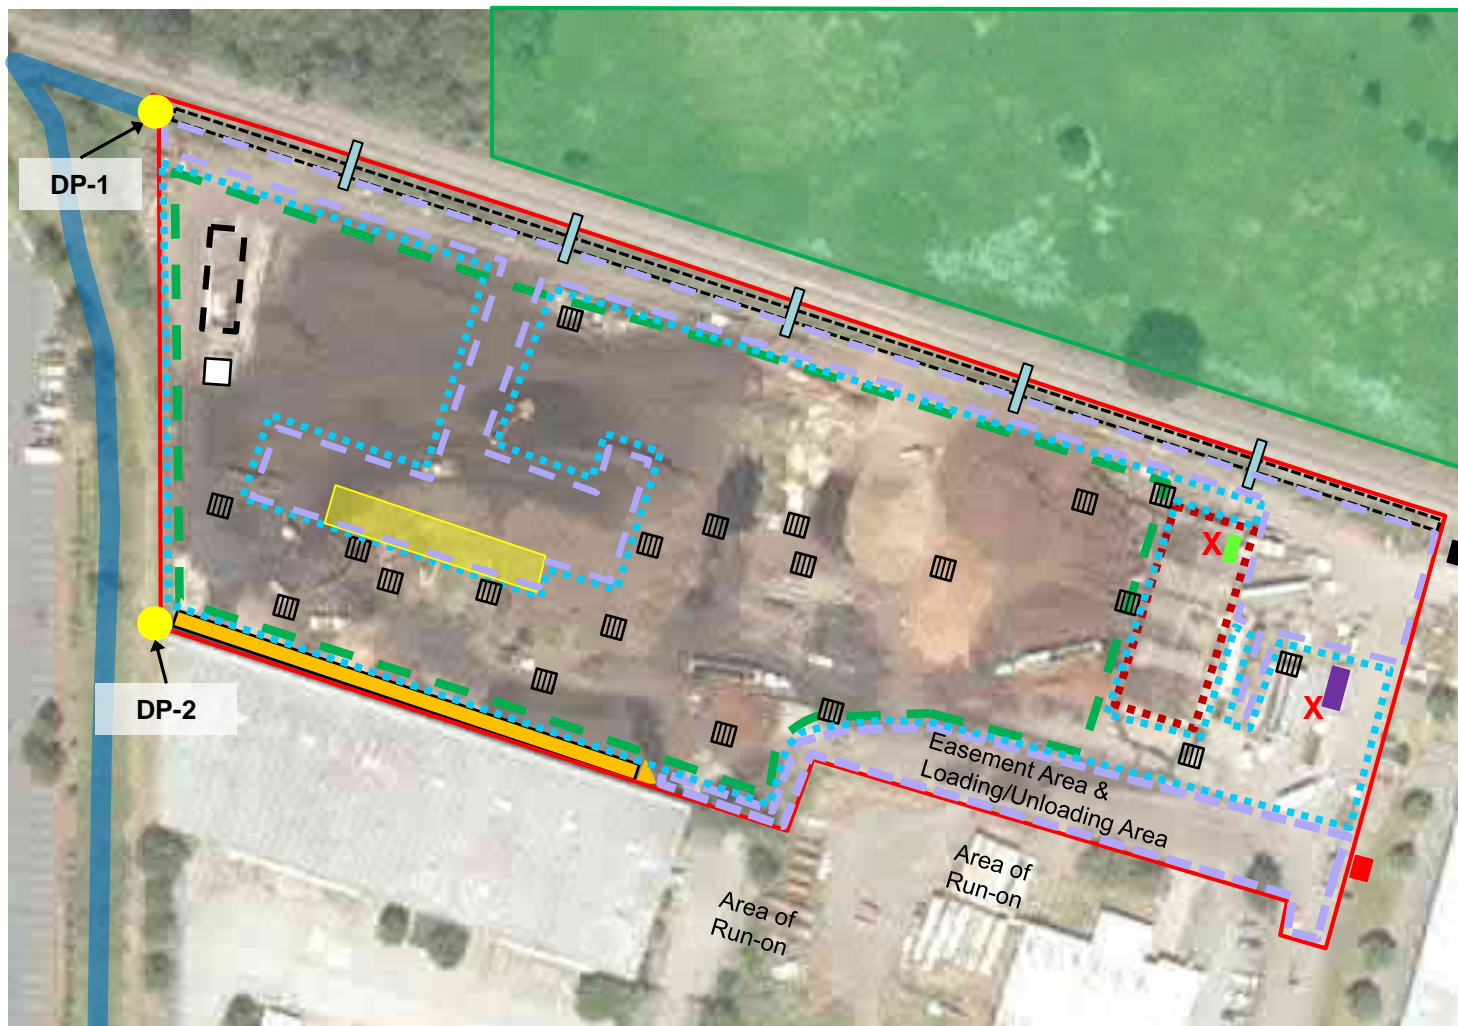 DP-1
DP-2
X
X
Easement Area &
Loading/Unloading Area
Area of
Run-on
Area of
Run-on